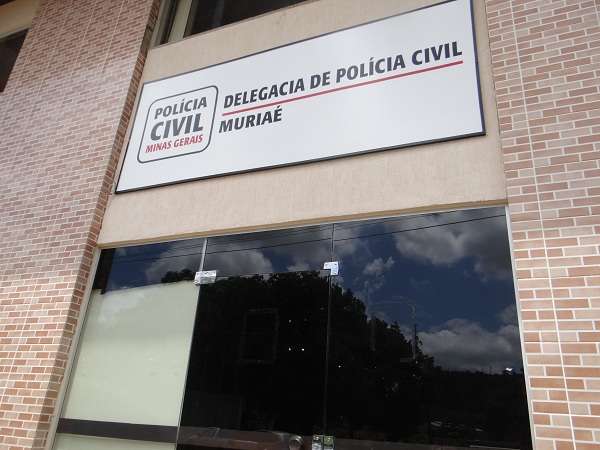 POLÍCIA
CIVIL
MINAS GERAIS
DELEGACIA DE POLÍCIA CIVIL
MURIAÉ